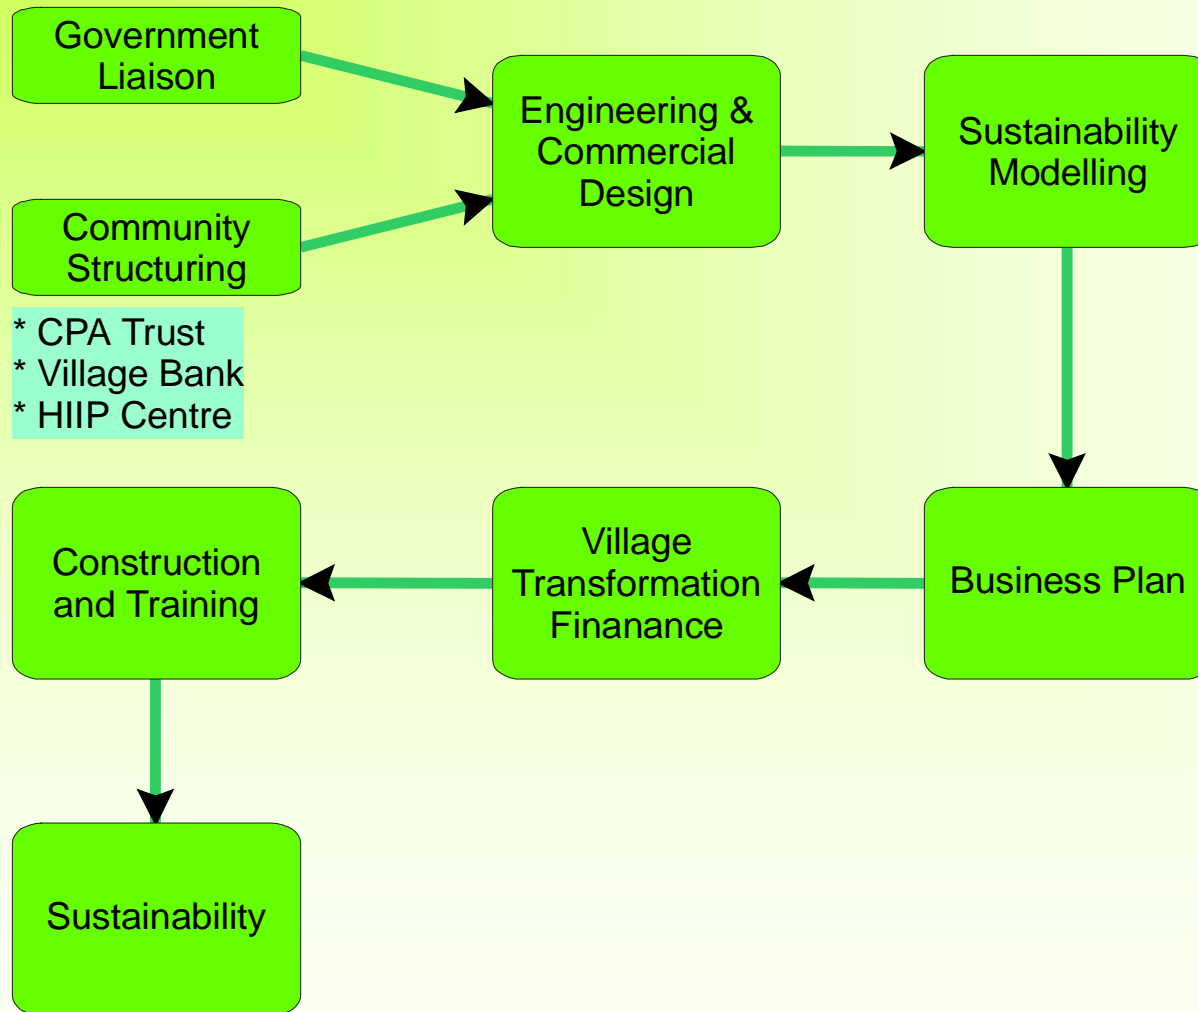 Government
Liaison
Engineering &
Commercial
Design
Sustainability
Modelling
Community
Structuring
* CPA Trust
* Village Bank
* HIIP Centre
Construction
and Training
Village
Transformation
Finanance
Business Plan
Sustainability